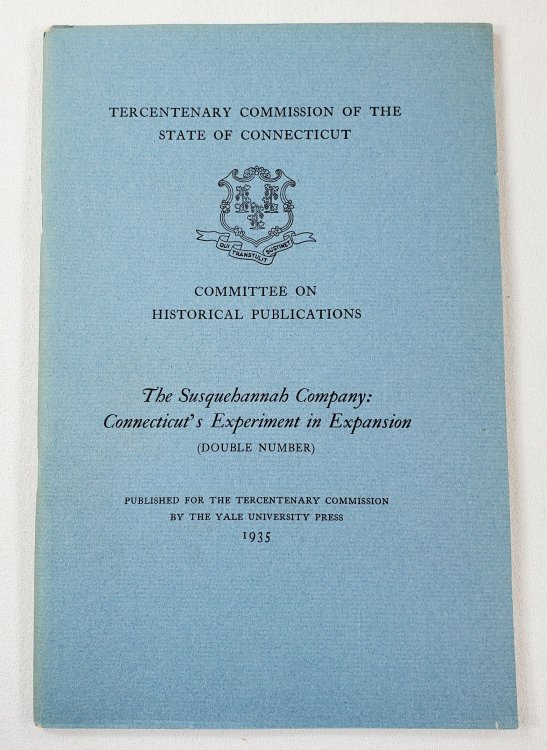 TERCENTENARY COMMISSION OF THE
STATE OF CONNECTICUT
QUI TRANSTULIT SUSTINET
COMMITTEE ON
HISTORICAL PUBLICATIONS
The Susquehannah Company:
Connecticut's Experiment in Expansion
(DOUBLE NUMBER)
PUBLISHED FOR THE TERCENTENARY COMMISSION
BY THE YALE UNIVERSITY PRESS
1935